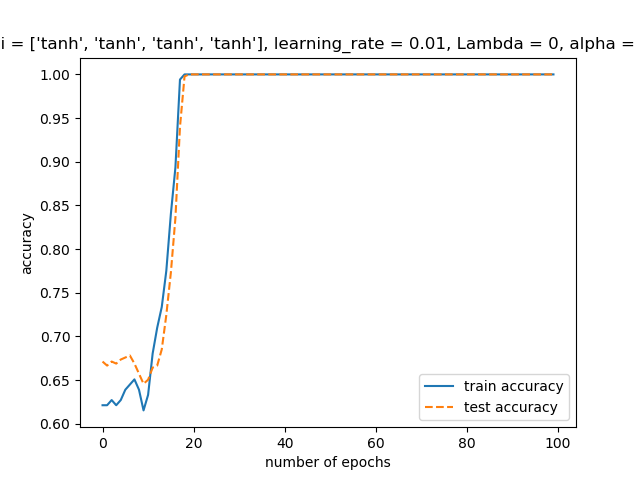 i = ['tanh', 'tanh', 'tanh', 'tanh'], learning_rate = 0.01, Lambda = 0, alpha =
1.00
0.95
0.90
0.85
0.80
0.75
0.70
0.65
0.60
accuracy
train accuracy
test accuracy
0 20 40 60 80 100
number of epochs